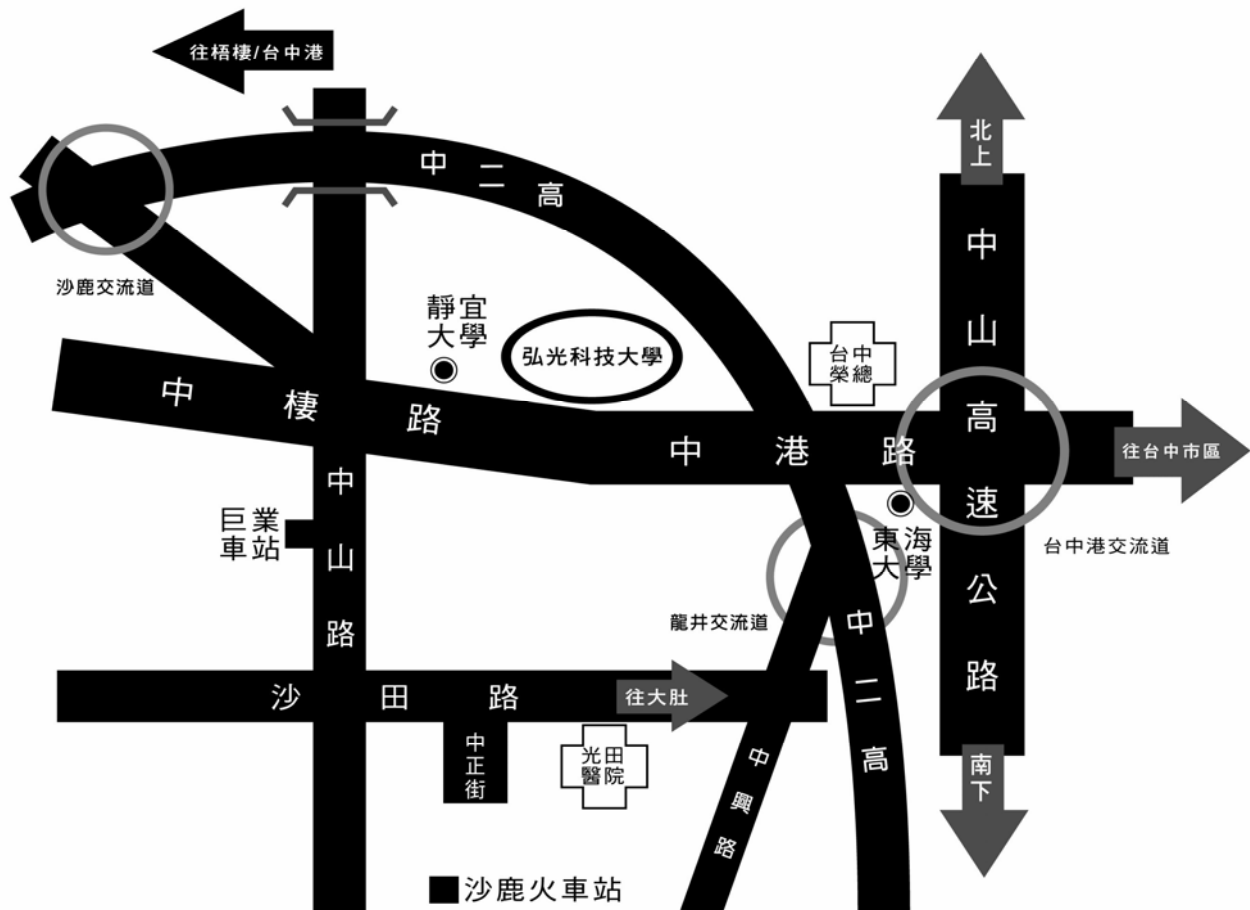 往梧棲/台中港
北上
中二高
中山高速公路
沙鹿交流道
靜宜
大學
弘光科技大學
台中
榮總
中棲路
中港路
往台中市區
中山路
巨業
車站
東海
大學
台中港交流道
龍井交流道
中二高
沙田路
往大肚
中正街
光田
醫院
中興路
南下
沙鹿火車站